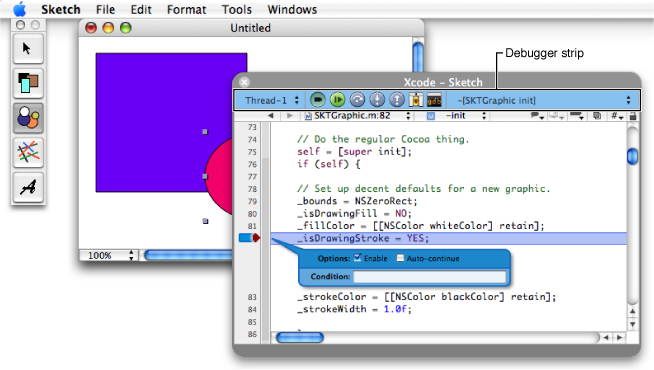 Sketch File Edit Format Tools Windows
Untitled
Debugger strip
Xcode – Sketch
Thread-1 gdb -[SKTGraphic init]
SKTGraphic.m:82 M -init #
73
74 // Do the regular Cocoa thing.
75 self = [super init];
76 if (self) {
77
78 // Set up decent defaults for a new graphic.
79 _bounds = NSZeroRect;
80 _isDrawingFill = NO;
81 _fillColor = [[NSColor whiteColor] retain];
_isDrawingStroke = YES;
Options: Enable Auto-continue
Condition:
83 _strokeColor = [[NSColor blackColor] retain];
84 _strokeWidth = 1.0f;
85
86
100%
A